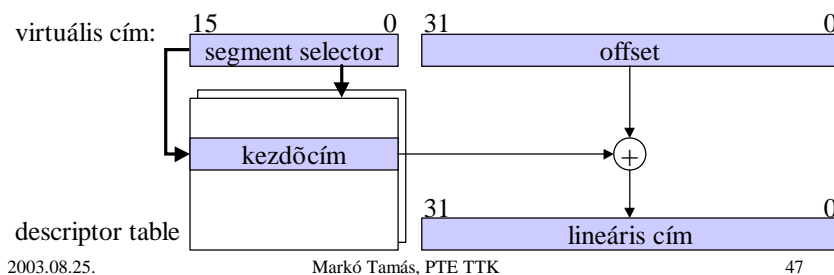 15 0 31 0
virtuális cím: segment selector offset
kezdõcím +
31 0
descriptor table lineáris cím
2003.08.25. Markó Tamás, PTE TTK 47